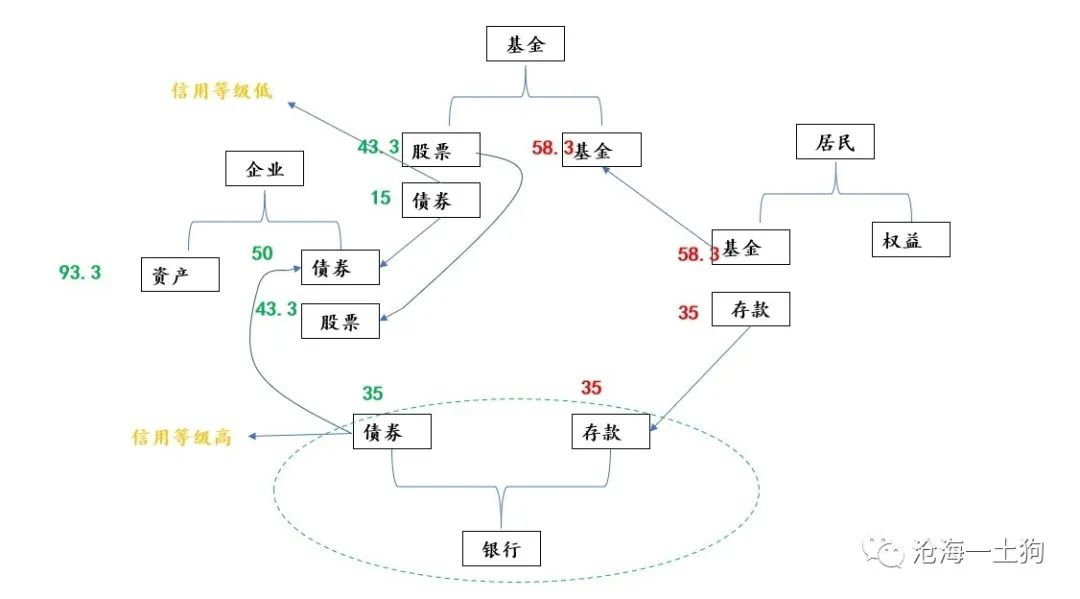 基金
信用等级低
43.3
股票
58.3
基金
居民
企业
15
债券
基金
58.3
权益
93.3
资产
50
债券
43.3
股票
35
存款
35
35
信用等级高
债券
存款
银行
沧海一土狗